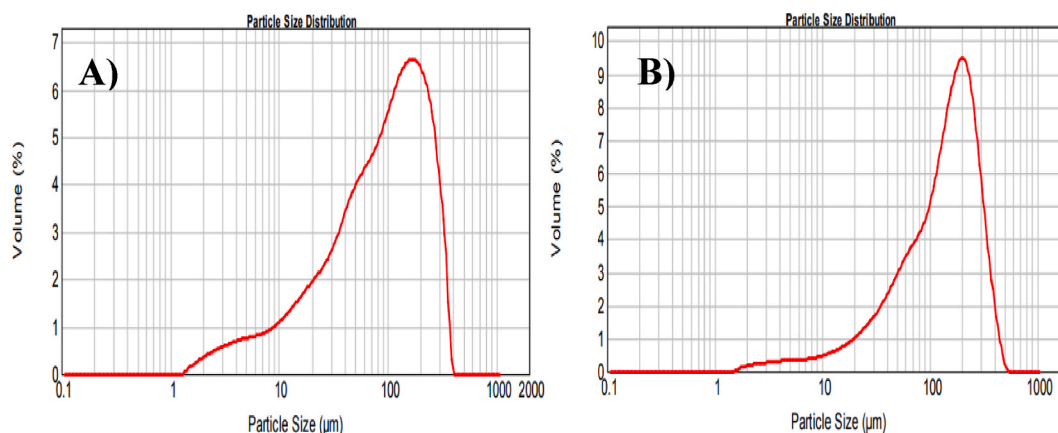 Particle Size Distribution
A)
7
6
5
4
3
2
1
0
Volume (%)
0.1 1 10 100 1000 2000
Particle Size (µm)
Particle Size Distribution
B)
10
9
8
7
6
5
4
3
2
1
0
Volume (%)
0.1 1 10 100 1000
Particle Size (µm)